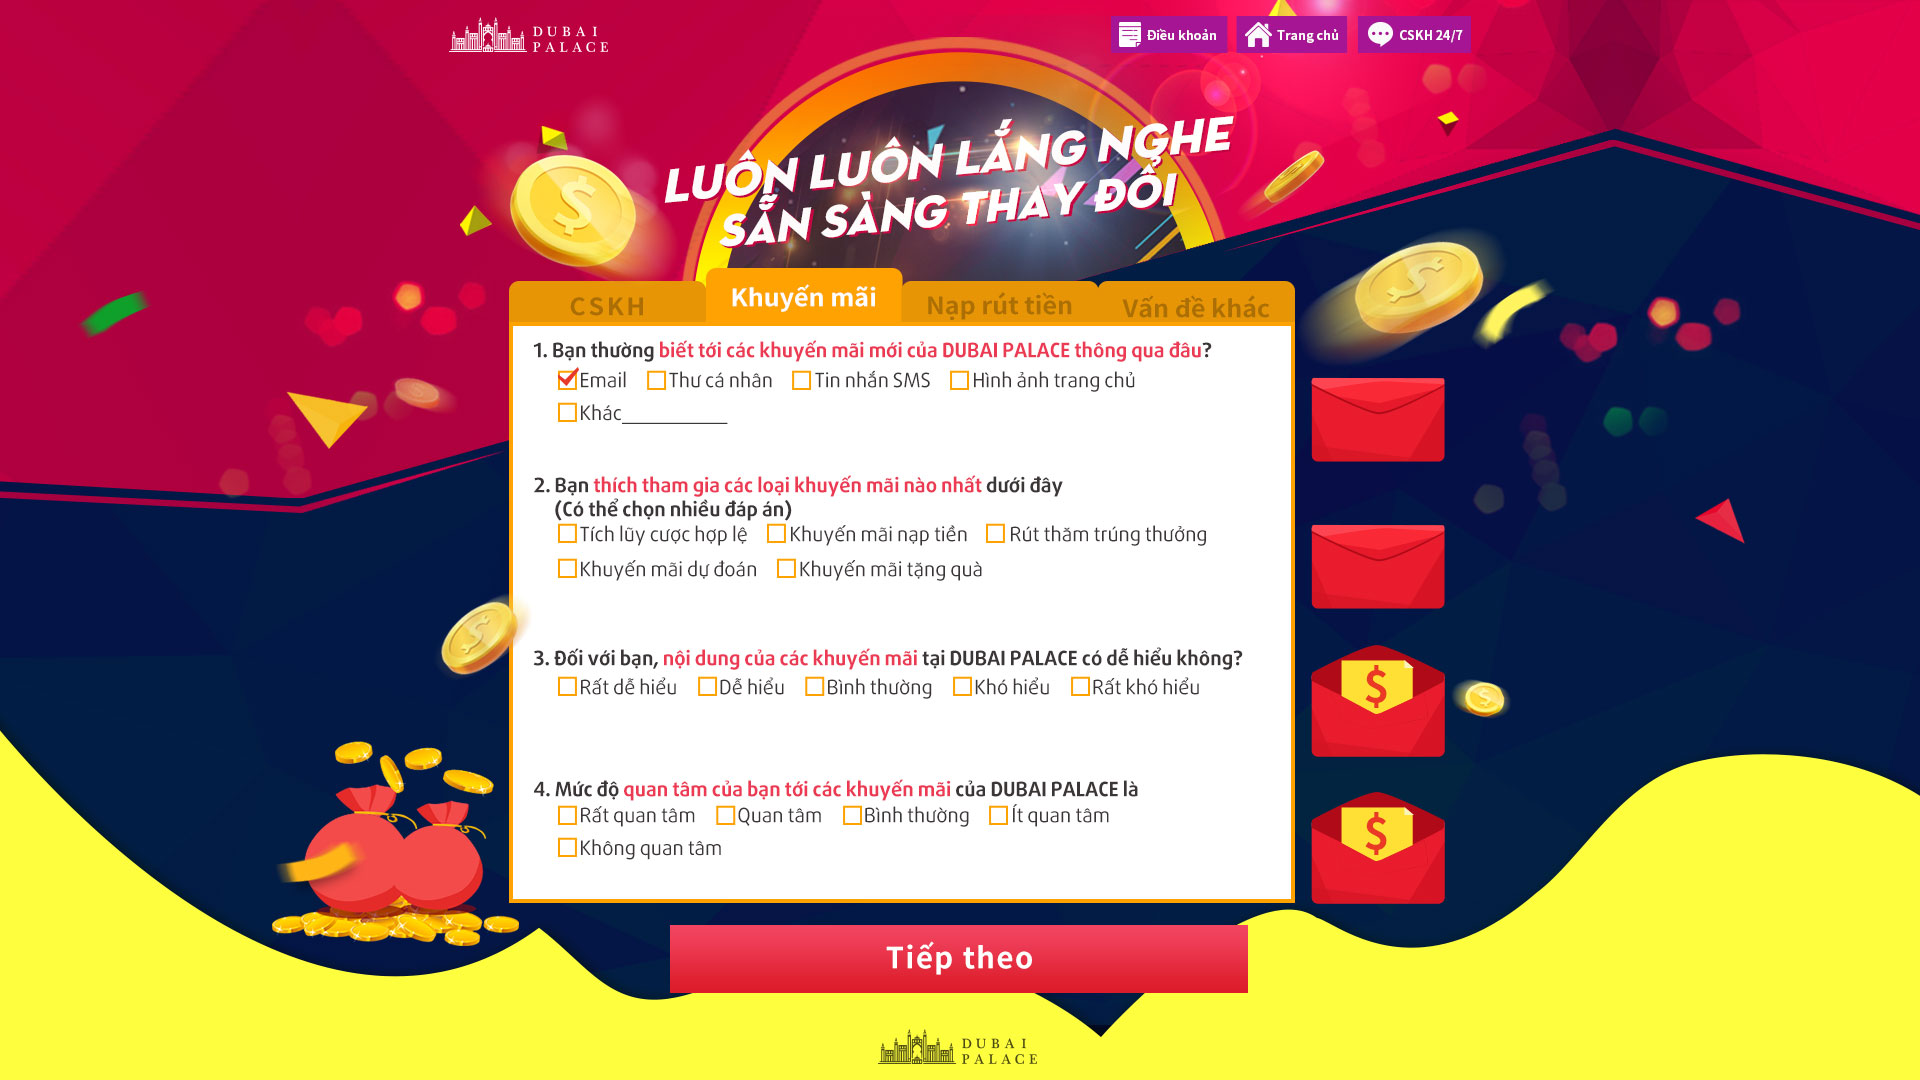 DUBAI
PALACE
Điều khoản
Trang chủ
CSKH 24/7
LUÔN LUÔN LẮNG NGHE
SẴN SÀNG THAY ĐỔI
CSKH
Khuyến mãi
Nạp rút tiền
Vấn đề khác
1. Bạn thường biết tới các khuyến mãi mới của DUBAI PALACE thông qua đâu?
Email Thư cá nhân Tin nhắn SMS Hình ảnh trang chủ
Khác__________
2. Bạn thích tham gia các loại khuyến mãi nào nhất dưới đây
(Có thể chọn nhiều đáp án)
Tích lũy cược hợp lệ Khuyến mãi nạp tiền Rút thăm trúng thưởng
Khuyến mãi dự đoán Khuyến mãi tặng quà
3. Đối với bạn, nội dung của các khuyến mãi tại DUBAI PALACE có dễ hiểu không?
Rất dễ hiểu Dễ hiểu Bình thường Khó hiểu Rất khó hiểu
4. Mức độ quan tâm của bạn tới các khuyến mãi của DUBAI PALACE là
Rất quan tâm Quan tâm Bình thường Ít quan tâm
Không quan tâm
$
$
Tiếp theo
DUBAI
PALACE